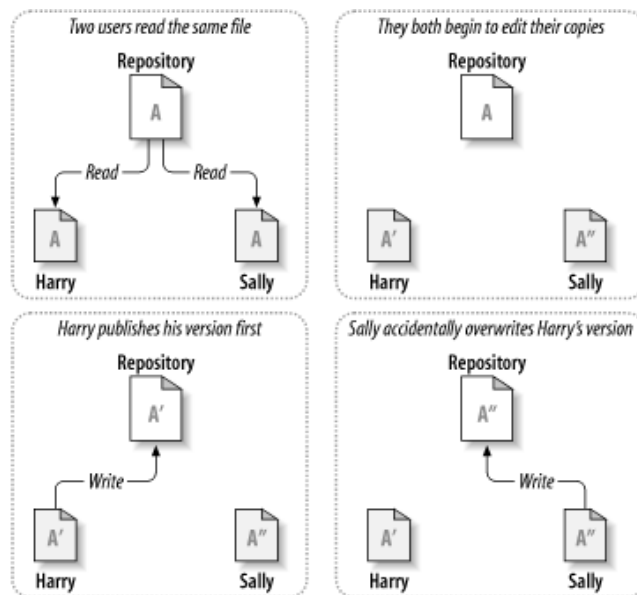 Two users read the same file
Repository
A
Read
Read
A
A
Harry
Sally
They both begin to edit their copies
Repository
A
A'
A"
Harry
Sally
Harry publishes his version first
Repository
A'
Write
A'
A"
Harry
Sally
Sally accidentally overwrites Harry's version
Repository
A"
Write
A'
A"
Harry
Sally